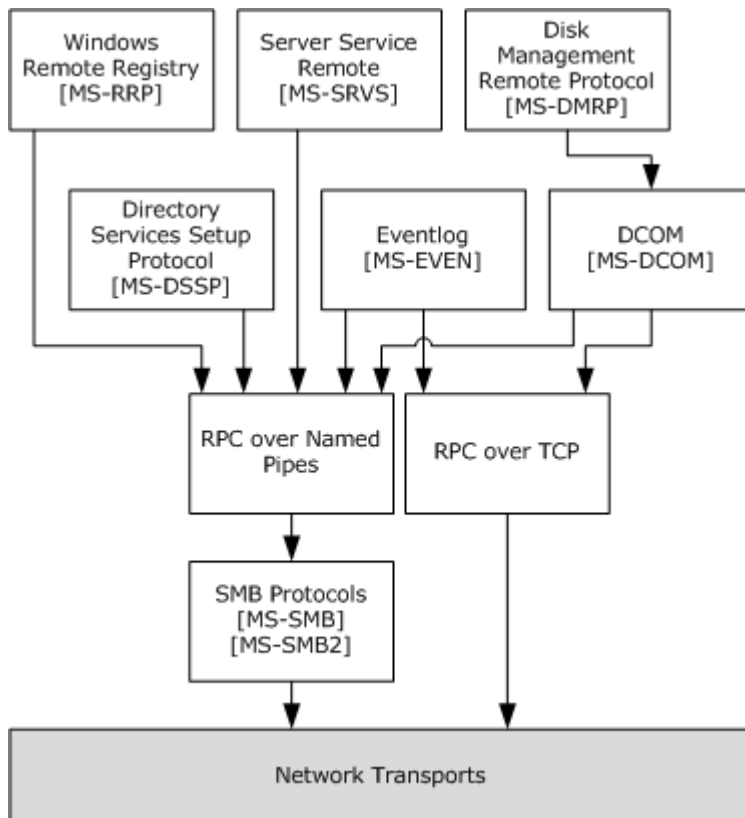 Windows
Remote Registry
[MS-RRP]
Server Service
Remote
[MS-SRVS]
Disk
Management
Remote Protocol
[MS-DMRP]
Directory
Services Setup
Protocol
[MS-DSSP]
Eventlog
[MS-EVEN]
DCOM
[MS-DCOM]
RPC over Named
Pipes
RPC over TCP
SMB Protocols
[MS-SMB]
[MS-SMB2]
Network Transports